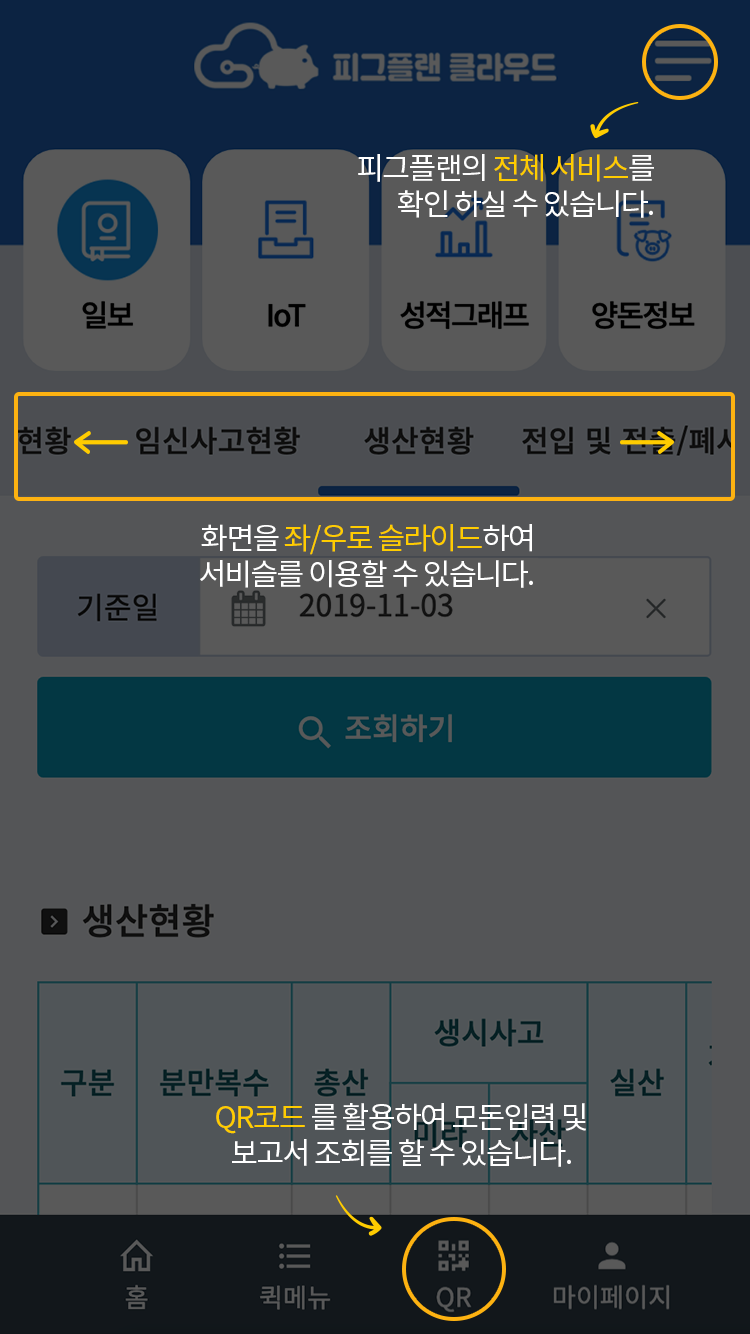 피그플랜 클라우드
피그플랜의 전체 서비스를
확인 하실 수 있습니다.
일보
IoT
성적그래프
양돈정보
현황
임신사고현황
생산현황
전입 및 전출/폐사
화면을 좌/우로 슬라이드하여
서비슬를 이용할 수 있습니다.
기준일
2019-11-03
조회하기
생산현황
구분
분만복수
총산
생시사고
실산
미라
사산
QR코드 를 활용하여 모돈입력 및
보고서 조회를 할 수 있습니다.
홈
퀵메뉴
QR
마이페이지